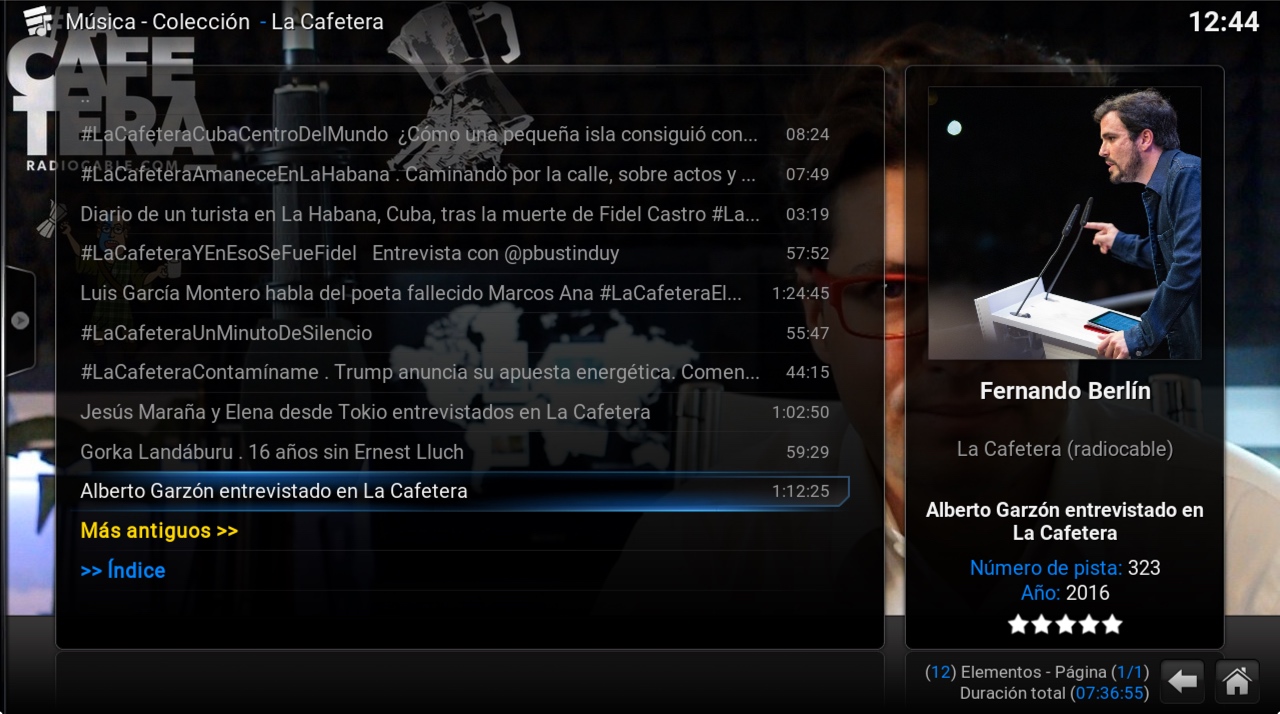 Música - Colección - La Cafetera
12:44
#LA
CAFE
TERA
RADIOCABLE.COM
..
#LaCafeteraCubaCentroDelMundo ¿Cómo una pequeña isla consiguió con... 08:24
#LaCafeteraAmaneceEnLaHabana . Caminando por la calle, sobre actos y ... 07:49
Diario de un turista en La Habana, Cuba, tras la muerte de Fidel Castro #La... 03:19
#LaCafeteraYEnEsoSeFueFidel Entrevista con @pbustinduy 57:52
Luis García Montero habla del poeta fallecido Marcos Ana #LaCafeteraEl... 1:24:45
#LaCafeteraUnMinutoDeSilencio 55:47
#LaCafeteraContamíname . Trump anuncia su apuesta energética. Comen... 44:15
Jesús Maraña y Elena desde Tokio entrevistados en La Cafetera 1:02:50
Gorka Landáburu . 16 años sin Ernest Lluch 59:29
Alberto Garzón entrevistado en La Cafetera 1:12:25
Más antiguos >>
>> Índice
Fernando Berlín
La Cafetera (radiocable)
Alberto Garzón entrevistado en
La Cafetera
Número de pista: 323
Año: 2016
(12) Elementos - Página (1/1)
Duración total (07:36:55)